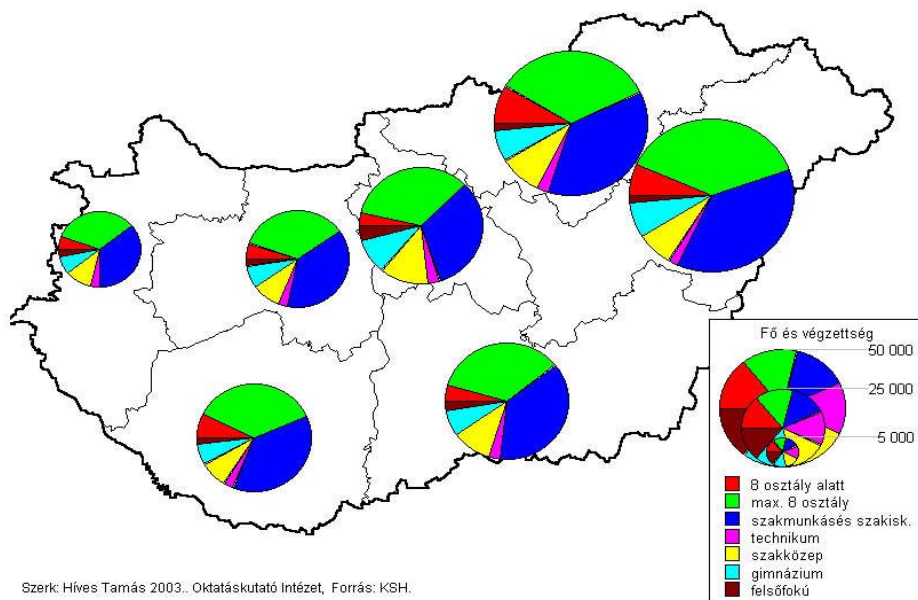 Fő és végzettség
50 000
25 000
5 000
8 osztály alatt
max. 8 osztály
szakmunkásés szakisk.
technikum
szakközep
gimnázium
felsőfokú
Szerk: Híves Tamás 2003.. Oktatáskutató Intézet, Forrás: KSH.